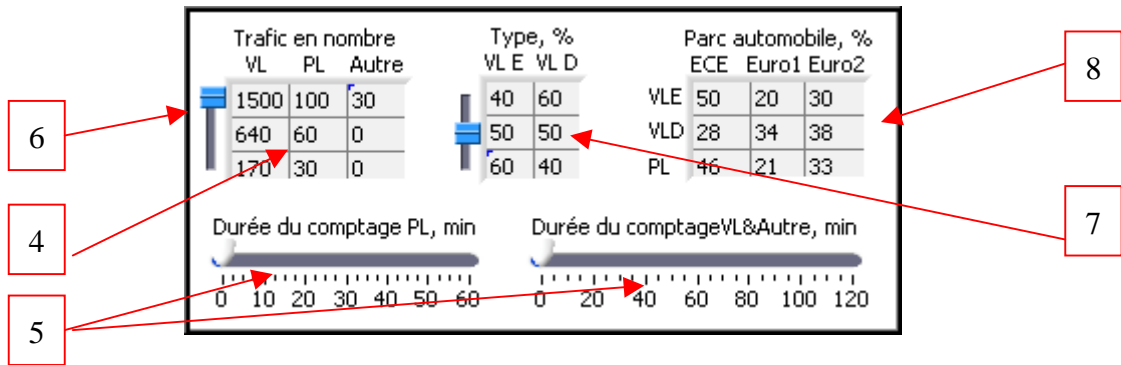 Trafic en nombre
VL PL Autre
1500 100 30
640 60 0
170 30 0
Type, %
VL E VL D
40 60
50 50
60 40
Parc automobile, %
ECE Euro1 Euro2
VLE 50 20 30
VLD 28 34 38
PL 46 21 33
Durée du comptage PL, min
0 10 20 30 40 50 60
Durée du comptageVL&Autre, min
0 20 40 60 80 100 120
6
4
5
8
7